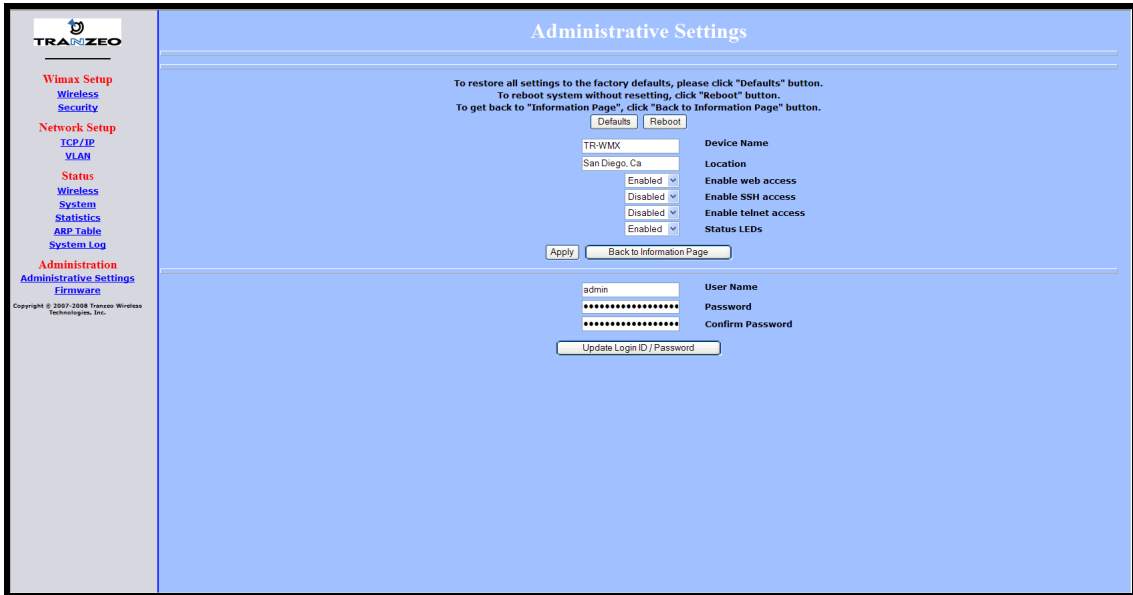 TRANZEO
Wimax Setup
Wireless
Security
Network Setup
TCP/IP
VLAN
Status
Wireless
System
Statistics
ARP Table
System Log
Administration
Administrative Settings
Firmware
Copyright © 2007-2008 Tranzeo Wireless
Technologies, Inc.
Administrative Settings
To restore all settings to the factory defaults, please click "Defaults" button.
To reboot system without resetting, click "Reboot" button.
To get back to "Information Page", click "Back to Information Page" button.
Defaults Reboot
TR-WMX Device Name
San Diego, Ca Location
Enabled Enable web access
Disabled Enable SSH access
Disabled Enable telnet access
Enabled Status LEDs
Apply Back to Information Page
admin User Name
•••••••••••••••••• Password
•••••••••••••••••• Confirm Password
Update Login ID / Password